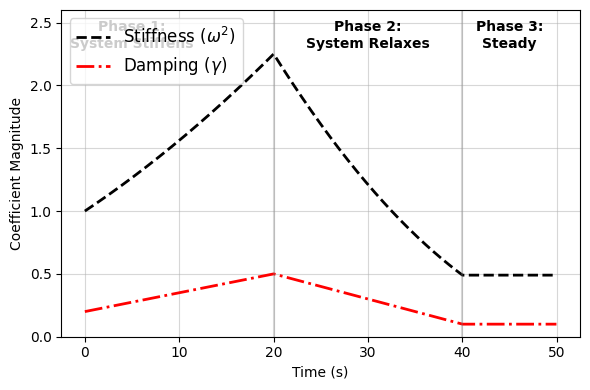 Phase 1:
System Stiffens
Phase 2:
System Relaxes
Phase 3:
Steady
Stiffness (ω²)
Damping (γ)
Coefficient Magnitude
2.5
2.0
1.5
1.0
0.5
0.0
0
10
20
30
40
50
Time (s)